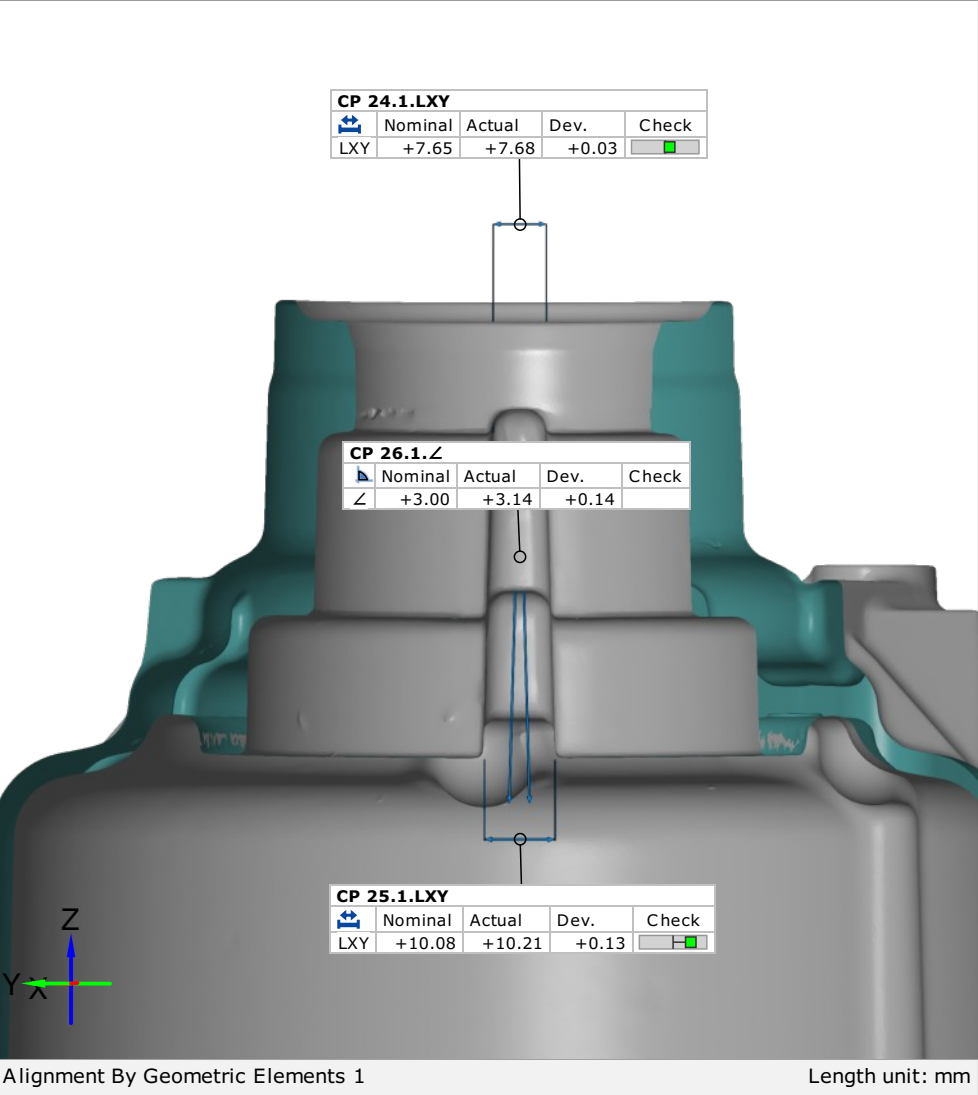 CP 24.1.LXY
Nominal Actual Dev. Check
LXY +7.65 +7.68 +0.03
CP 26.1.∠
Nominal Actual Dev. Check
∠ +3.00 +3.14 +0.14
CP 25.1.LXY
Nominal Actual Dev. Check
LXY +10.08 +10.21 +0.13
Z
Y X
Alignment By Geometric Elements 1 Length unit: mm